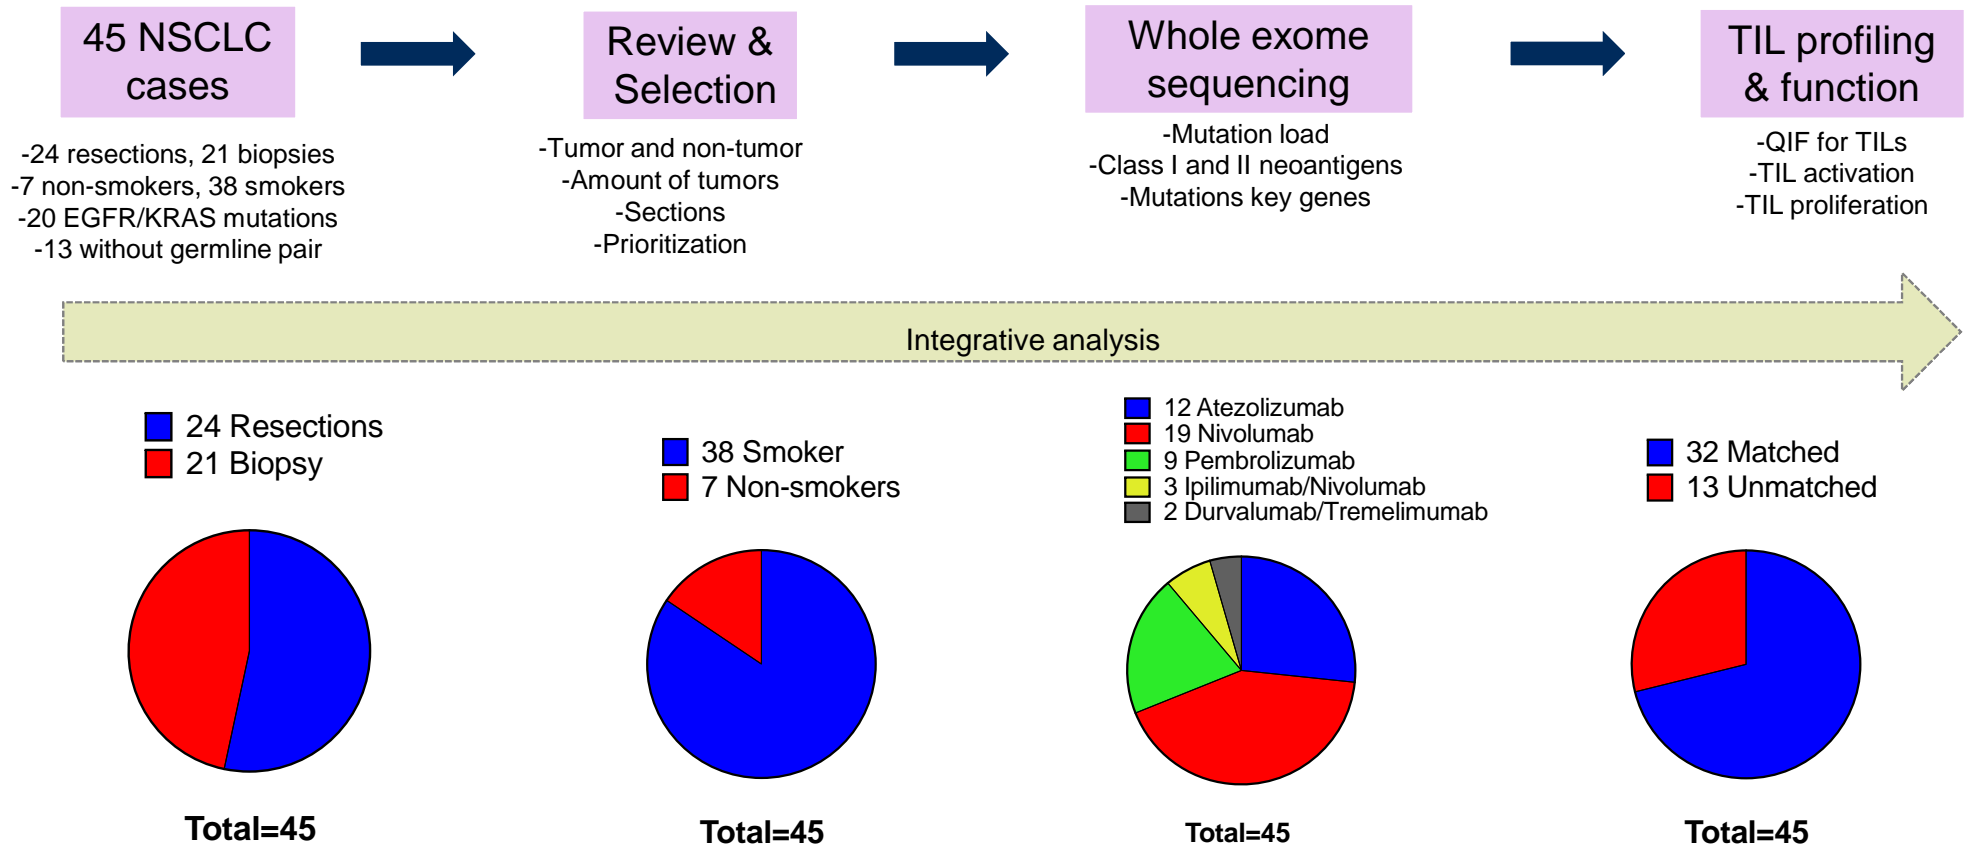 45 NSCLC
cases
-24 resections, 21 biopsies
-7 non-smokers, 38 smokers
-20 EGFR/KRAS mutations
-13 without germline pair
Review &
Selection
-Tumor and non-tumor
-Amount of tumors
-Sections
-Prioritization
Whole exome
sequencing
-Mutation load
-Class I and II neoantigens
-Mutations key genes
TIL profiling
& function
-QIF for TILs
-TIL activation
-TIL proliferation
Integrative analysis
24 Resections
21 Biopsy
Total=45
38 Smoker
7 Non-smokers
Total=45
12 Atezolizumab
19 Nivolumab
9 Pembrolizumab
3 Ipilimumab/Nivolumab
2 Durvalumab/Tremelimumab
Total=45
32 Matched
13 Unmatched
Total=45